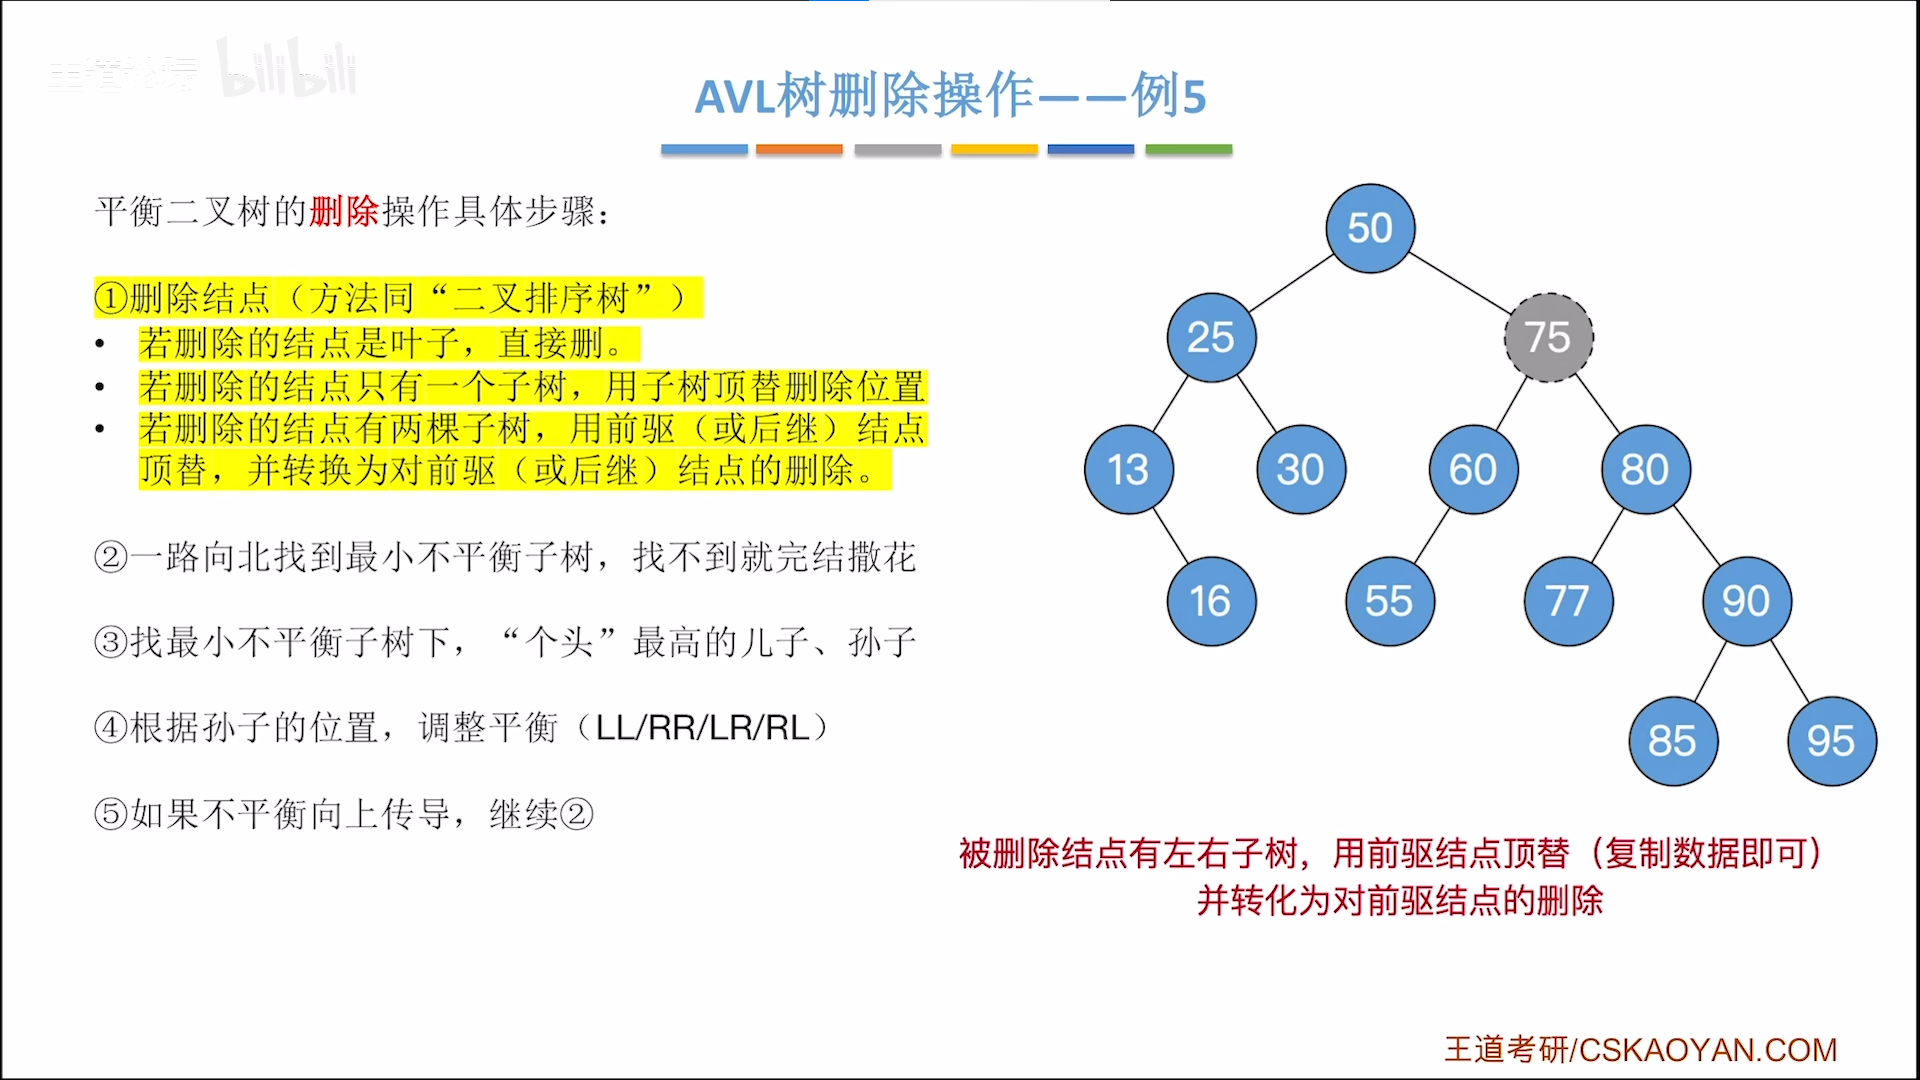 王道论坛 bilibili
AVL树删除操作——例5
平衡二叉树的删除操作具体步骤：
①删除结点（方法同“二叉排序树”）
• 若删除的结点是叶子，直接删。
• 若删除的结点只有一个子树，用子树顶替删除位置
• 若删除的结点有两棵子树，用前驱（或后继）结点
顶替，并转换为对前驱（或后继）结点的删除。
②一路向北找到最小不平衡子树，找不到就完结撒花
③找最小不平衡子树下，“个头”最高的儿子、孙子
④根据孙子的位置，调整平衡（LL/RR/LR/RL）
⑤如果不平衡向上传导，继续②
50
25 75
13 30 60 80
16 55 77 90
85 95
被删除结点有左右子树，用前驱结点顶替（复制数据即可）
并转化为对前驱结点的删除
王道考研/CSKAOYAN.COM